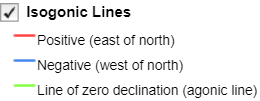 Isogonic Lines
Positive (east of north)
Negative (west of north)
Line of zero declination (agonic line)